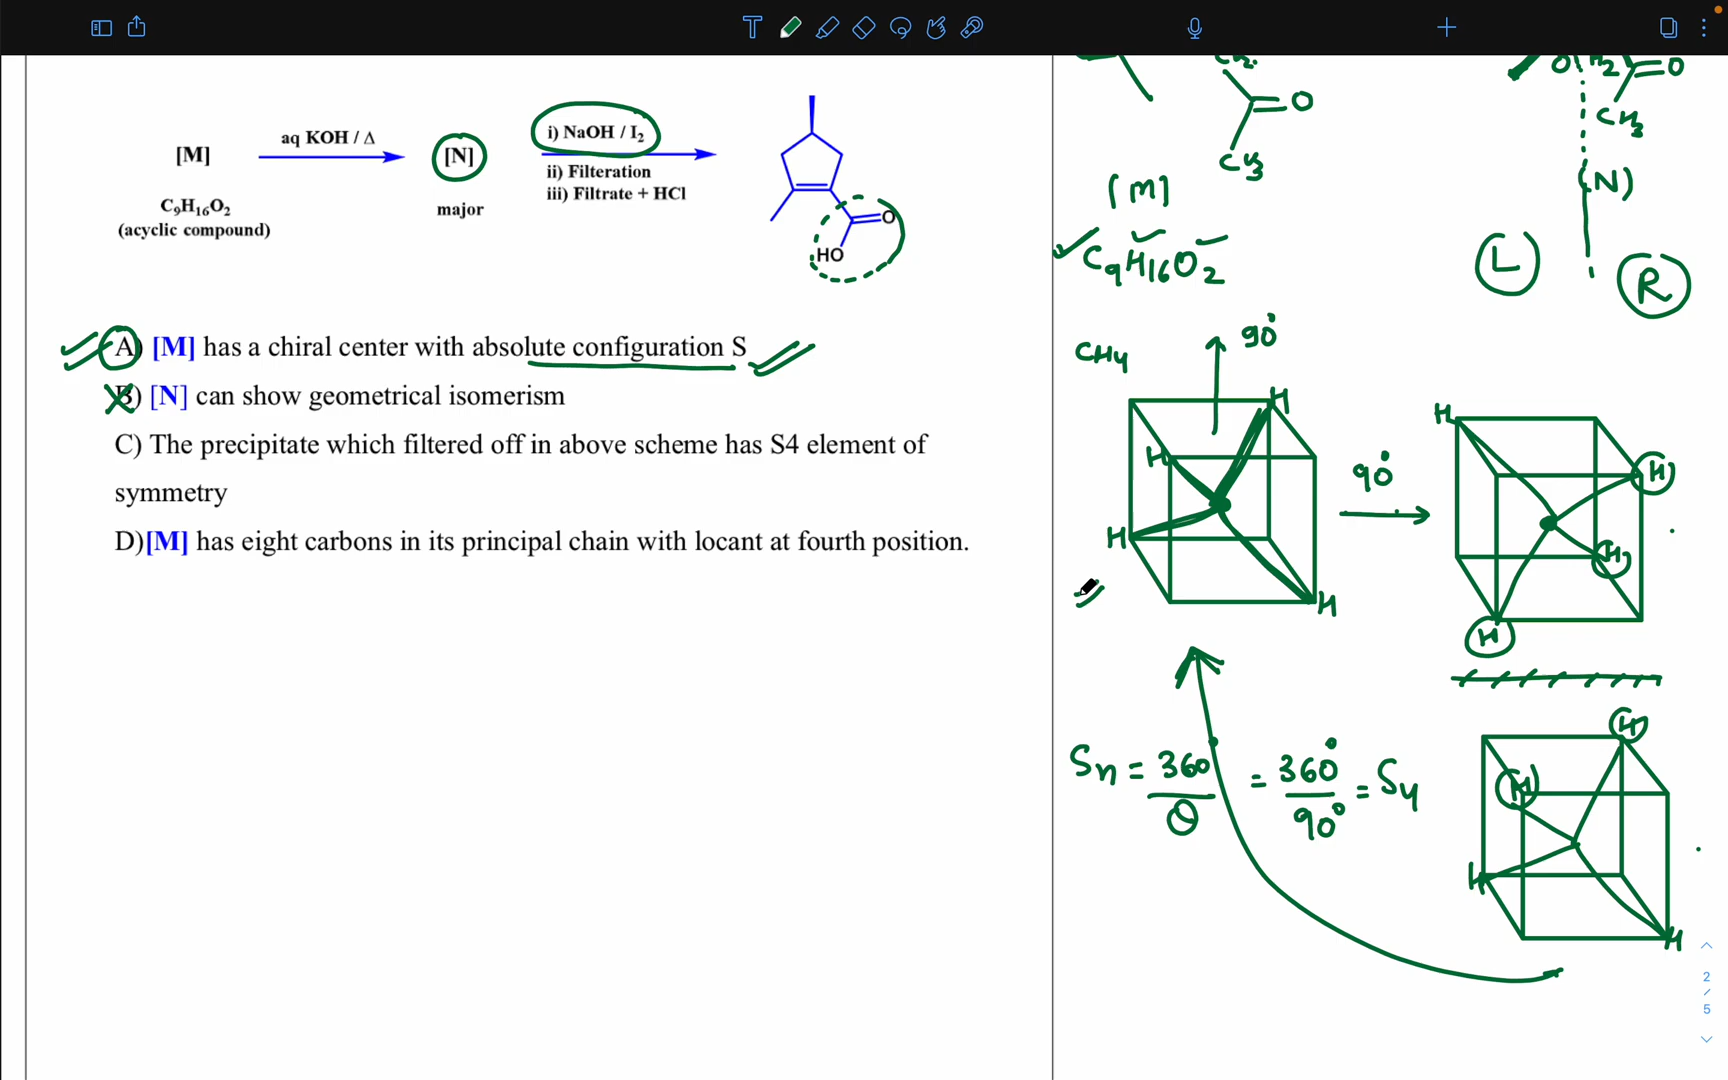 [M]
C9H16O2
(acyclic compound)
aq KOH / Δ
[N]
major
i) NaOH / I2
ii) Filteration
iii) Filtrate + HCl
O
HO
A) [M] has a chiral center with absolute configuration S
B) [N] can show geometrical isomerism
C) The precipitate which filtered off in above scheme has S4 element of
symmetry
D)[M] has eight carbons in its principal chain with locant at fourth position.
O
CH3
[M]
C9H16O2
O
CH3
(N)
L
R
CH4
90°
H
H
H
H
90°
H
H
H
H
Sn = 360 / θ = 360° / 90° = S4
H
H
H
H
2
/
5